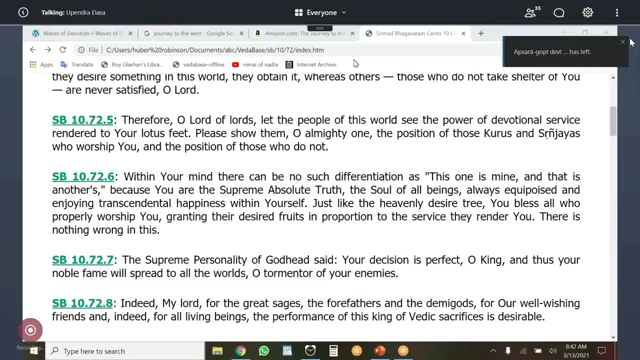 Talking: Upendra Dasa
Everyone
35
Waves of Devotion + Waves of D
journey to the west - Google Sea
Amazon.com: The Journey to the
Srimad Bhagavatam Canto 10 C
Apsarā-gopī devī ... has left.
File
C:/Users/huber%20robinson/Documents/abc/VedaBase/sb/10/72/index.htm
Bookmarks
Roy Glasher's Library
vedabase-offline
nimai of nadia
Internet Archive
they desire something in this world, they obtain it, whereas others – those who do not take shelter of You
– are never satisfied, O Lord.
SB 10.72.5: Therefore, O Lord of lords, let the people of this world see the power of devotional service
rendered to Your lotus feet. Please show them, O almighty one, the position of those Kurus and Sṛñjayas
who worship You, and the position of those who do not.
SB 10.72.6: Within Your mind there can be no such differentiation as "This one is mine, and that is
another's," because You are the Supreme Absolute Truth, the Soul of all beings, always equipoised and
enjoying transcendental happiness within Yourself. Just like the heavenly desire tree, You bless all who
properly worship You, granting their desired fruits in proportion to the service they render You. There is
nothing wrong in this.
SB 10.72.7: The Supreme Personality of Godhead said: Your decision is perfect, O King, and thus your
noble fame will spread to all the worlds, O tormentor of your enemies.
SB 10.72.8: Indeed, My lord, for the great sages, the forefathers and the demigods, for Our well-wishing
friends and, indeed, for all living beings, the performance of this king of Vedic sacrifices is desirable.
Type here to search
8:42 AM
3/13/2021